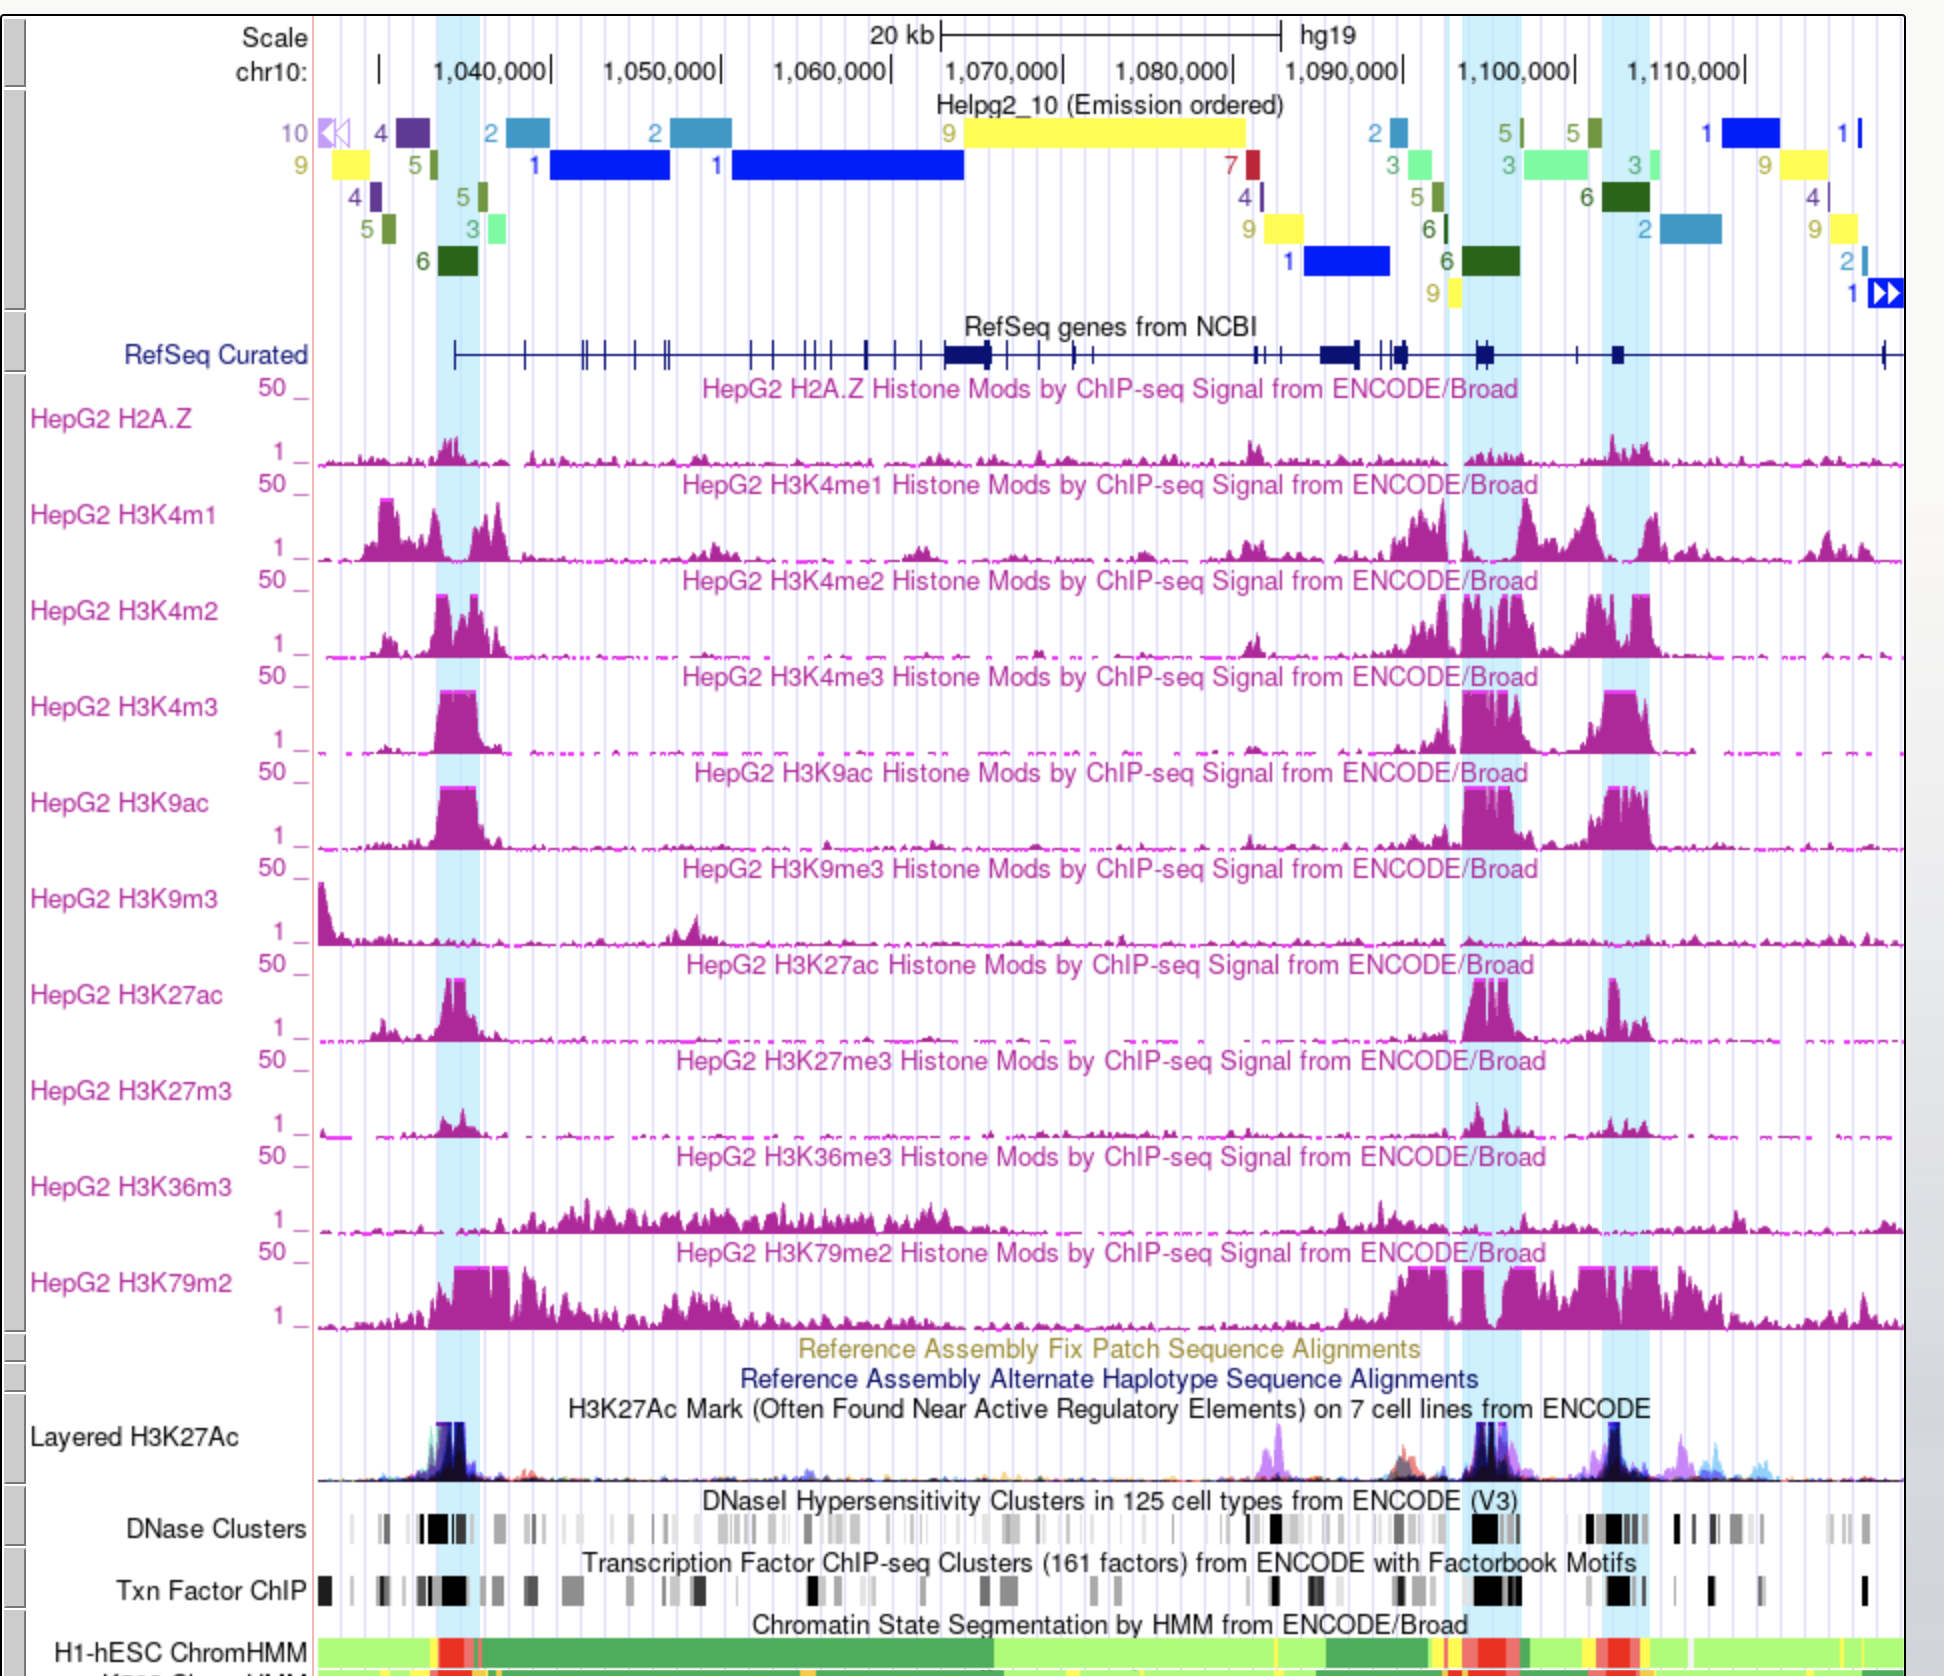 Scale 20 kb hg19
chr10: 1,040,000 1,050,000 1,060,000 1,070,000 1,080,000 1,090,000 1,100,000 1,110,000
Helpg2_10 (Emission ordered)
10 4 2 2 9 2 5 5 1 1
9 5 1 1 7 3 3 3 9
4 5 4 5 6 4
5 3 9 6 2 9
6 1 6 2
9 1
RefSeq genes from NCBI
RefSeq Curated
50 HepG2 H2A.Z Histone Mods by ChIP-seq Signal from ENCODE/Broad
HepG2 H2A.Z
1
50 HepG2 H3K4me1 Histone Mods by ChIP-seq Signal from ENCODE/Broad
HepG2 H3K4m1
1
50 HepG2 H3K4me2 Histone Mods by ChIP-seq Signal from ENCODE/Broad
HepG2 H3K4m2
1
50 HepG2 H3K4me3 Histone Mods by ChIP-seq Signal from ENCODE/Broad
HepG2 H3K4m3
1
50 HepG2 H3K9ac Histone Mods by ChIP-seq Signal from ENCODE/Broad
HepG2 H3K9ac
1
50 HepG2 H3K9me3 Histone Mods by ChIP-seq Signal from ENCODE/Broad
HepG2 H3K9m3
1
50 HepG2 H3K27ac Histone Mods by ChIP-seq Signal from ENCODE/Broad
HepG2 H3K27ac
1
50 HepG2 H3K27me3 Histone Mods by ChIP-seq Signal from ENCODE/Broad
HepG2 H3K27m3
1
50 HepG2 H3K36me3 Histone Mods by ChIP-seq Signal from ENCODE/Broad
HepG2 H3K36m3
1
50 HepG2 H3K79me2 Histone Mods by ChIP-seq Signal from ENCODE/Broad
HepG2 H3K79m2
1
Reference Assembly Fix Patch Sequence Alignments
Reference Assembly Alternate Haplotype Sequence Alignments
H3K27Ac Mark (Often Found Near Active Regulatory Elements) on 7 cell lines from ENCODE
Layered H3K27Ac
DNaseI Hypersensitivity Clusters in 125 cell types from ENCODE (V3)
DNase Clusters
Transcription Factor ChIP-seq Clusters (161 factors) from ENCODE with Factorbook Motifs
Txn Factor ChIP
Chromatin State Segmentation by HMM from ENCODE/Broad
H1-hESC ChromHMM